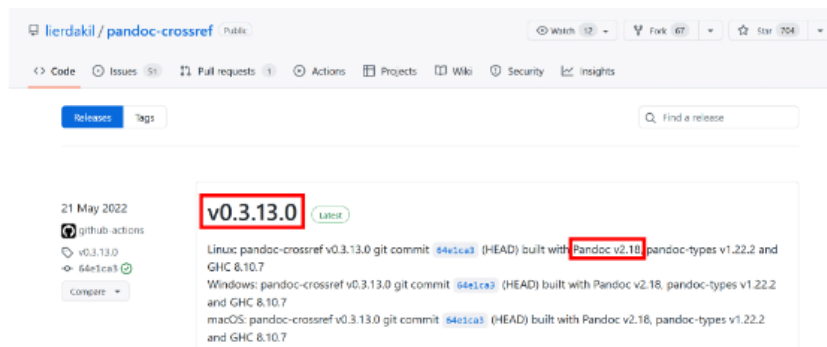 lierdakil / pandoc-crossref Public
Watch 12
Fork 67
Star 704
Code
Issues 51
Pull requests 1
Actions
Projects
Wiki
Security
Insights
Releases
Tags
Find a release
21 May 2022
github-actions
v0.3.13.0
64e1ca3
Compare
v0.3.13.0 Latest
Linux: pandoc-crossref v0.3.13.0 git commit 64e1ca3 (HEAD) built with Pandoc v2.18, pandoc-types v1.22.2 and
GHC 8.10.7
Windows: pandoc-crossref v0.3.13.0 git commit 64e1ca3 (HEAD) built with Pandoc v2.18, pandoc-types v1.22.2
and GHC 8.10.7
macOS: pandoc-crossref v0.3.13.0 git commit 64e1ca3 (HEAD) built with Pandoc v2.18, pandoc-types v1.22.2
and GHC 8.10.7